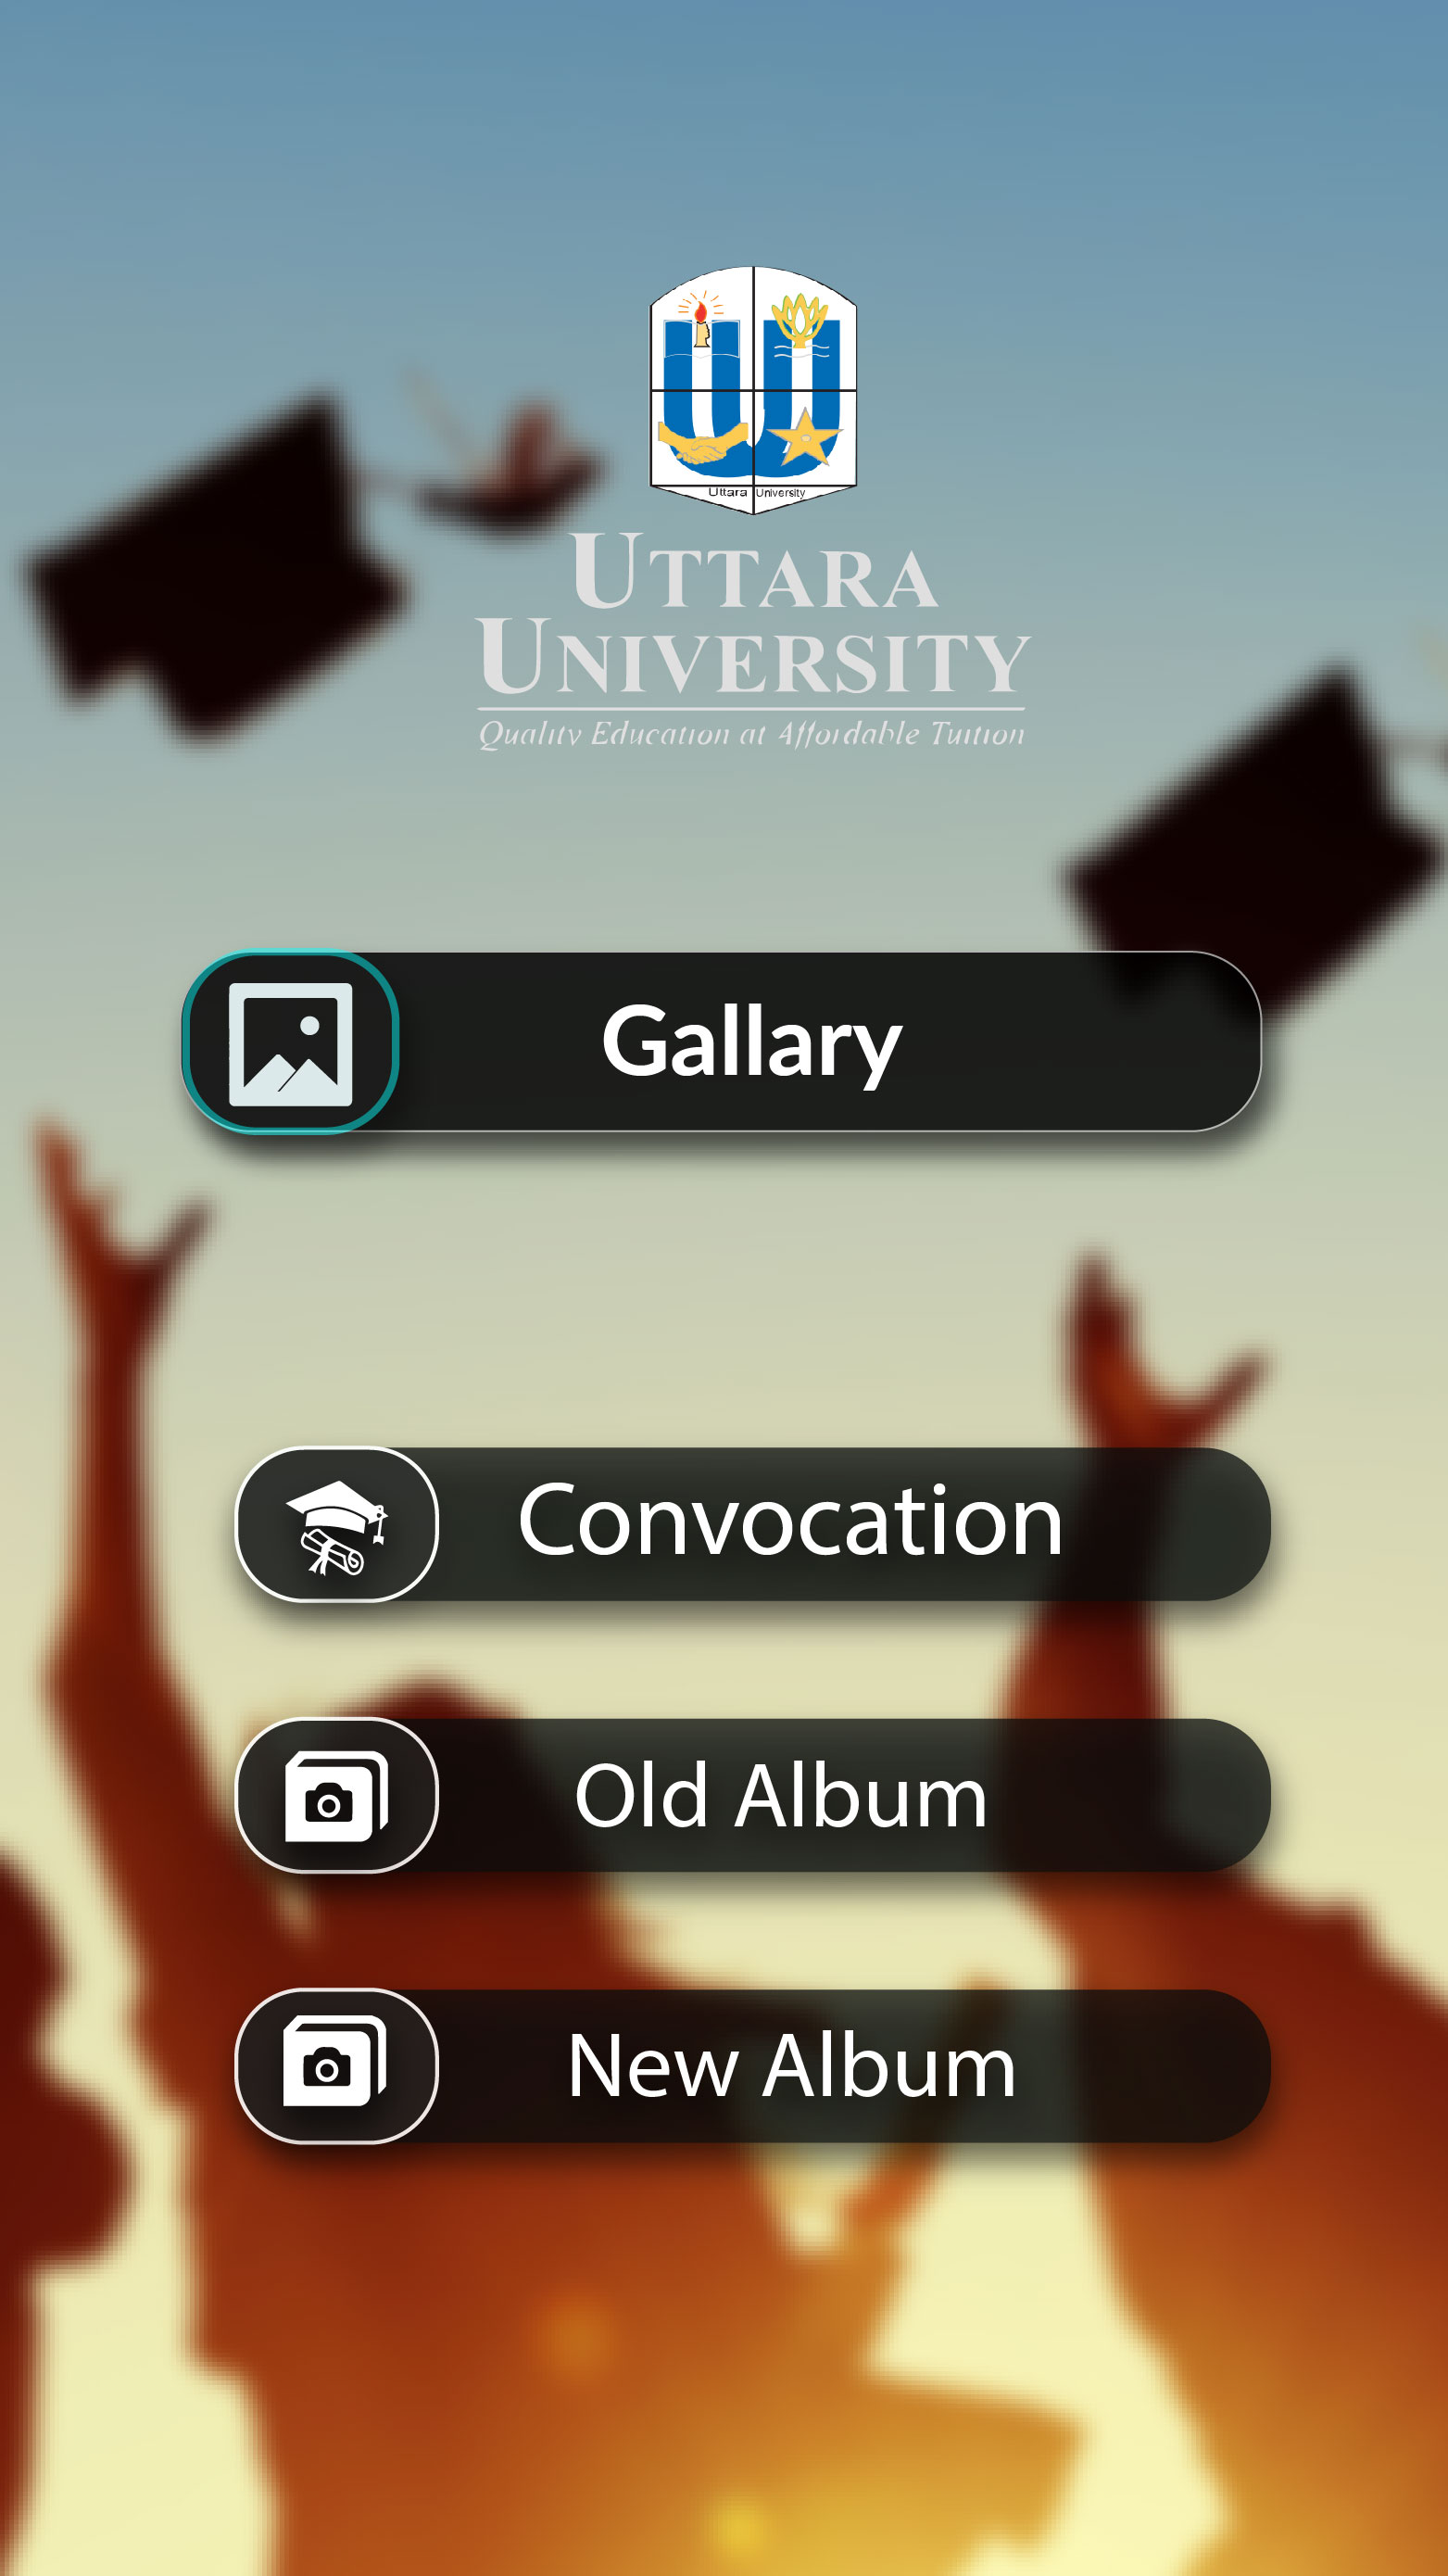 Uttara University
UTTARA
UNIVERSITY
Quality Education at Affordable Tuition
Gallary
Convocation
Old Album
New Album